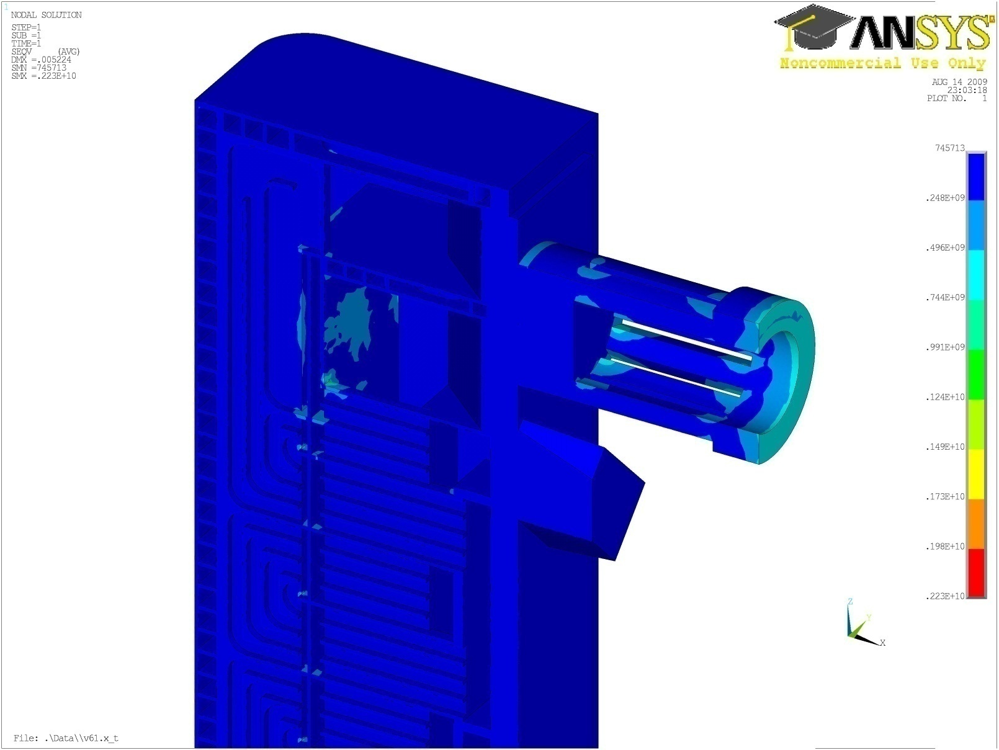 1
NODAL SOLUTION
STEP=1
SUB =1
TIME=1
SEQV (AVG)
DMX =.005224
SMN =745713
SMX =.223E+10
ANSYS
Noncommercial Use Only
AUG 14 2009
23:03:18
PLOT NO. 1
745713
.248E+09
.496E+09
.744E+09
.991E+09
.124E+10
.149E+10
.173E+10
.198E+10
.223E+10
Z
Y
X
File: .\Data\\v61.x_t